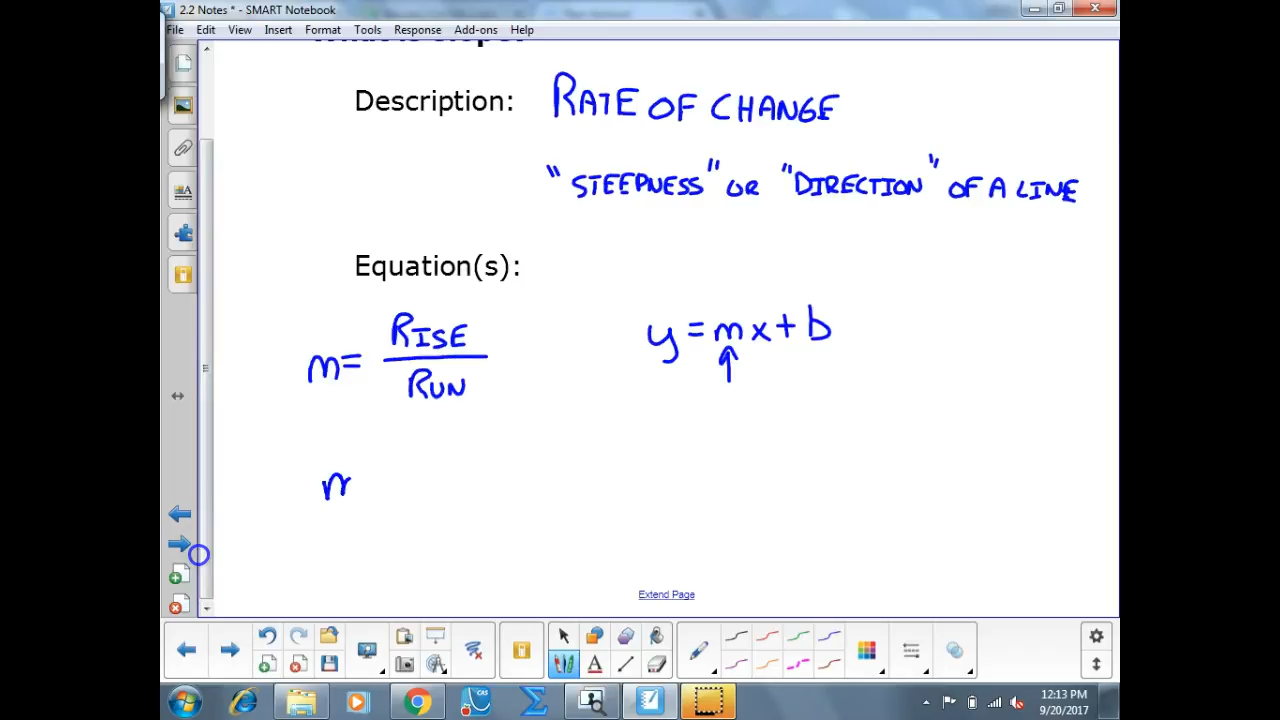 2.2 Notes * - SMART Notebook
File Edit View Insert Format Tools Response Add-ons Help
Description: RATE OF CHANGE
"STEEPNESS" OR "DIRECTION" OF A LINE
Equation(s):
m = RISE / RUN
y = mx + b
m
Extend Page
12:13 PM
9/20/2017